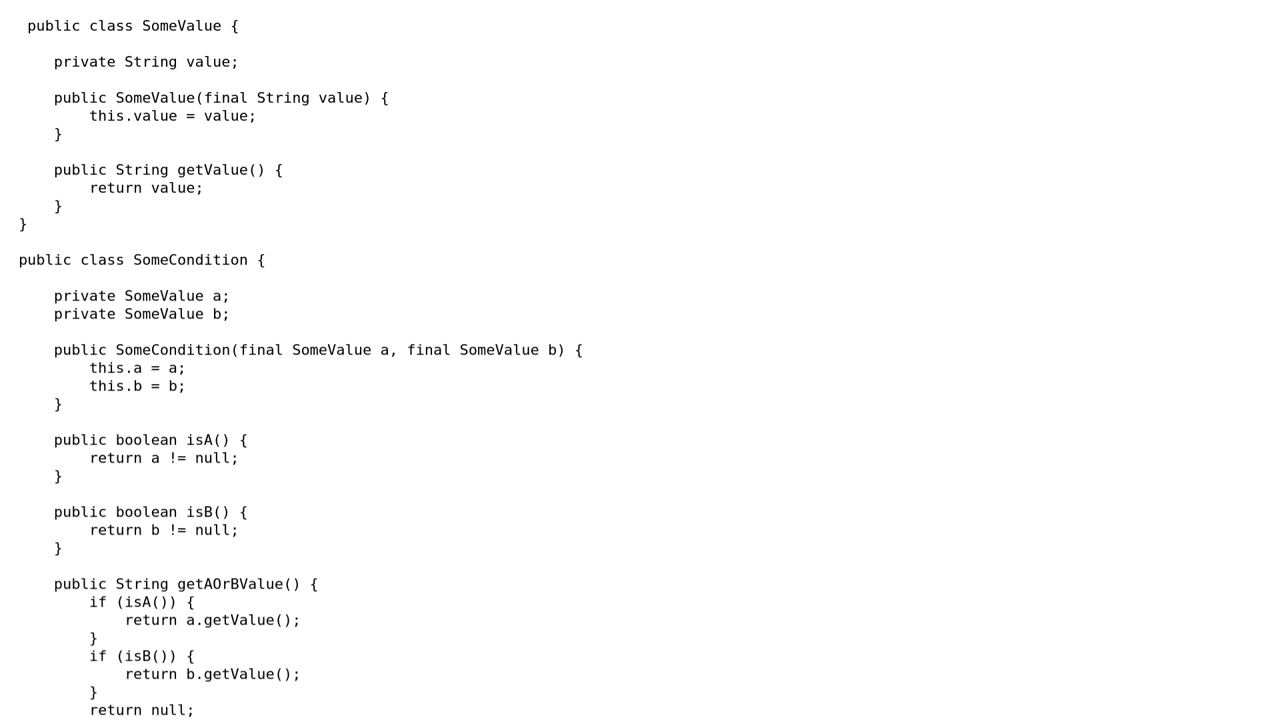 public class SomeValue {
    private String value;
    public SomeValue(final String value) {
        this.value = value;
    }
    public String getValue() {
        return value;
    }
}
public class SomeCondition {
    private SomeValue a;
    private SomeValue b;
    public SomeCondition(final SomeValue a, final SomeValue b) {
        this.a = a;
        this.b = b;
    }
    public boolean isA() {
        return a != null;
    }
    public boolean isB() {
        return b != null;
    }
    public String getAOrBValue() {
        if (isA()) {
            return a.getValue();
        }
        if (isB()) {
            return b.getValue();
        }
        return null;